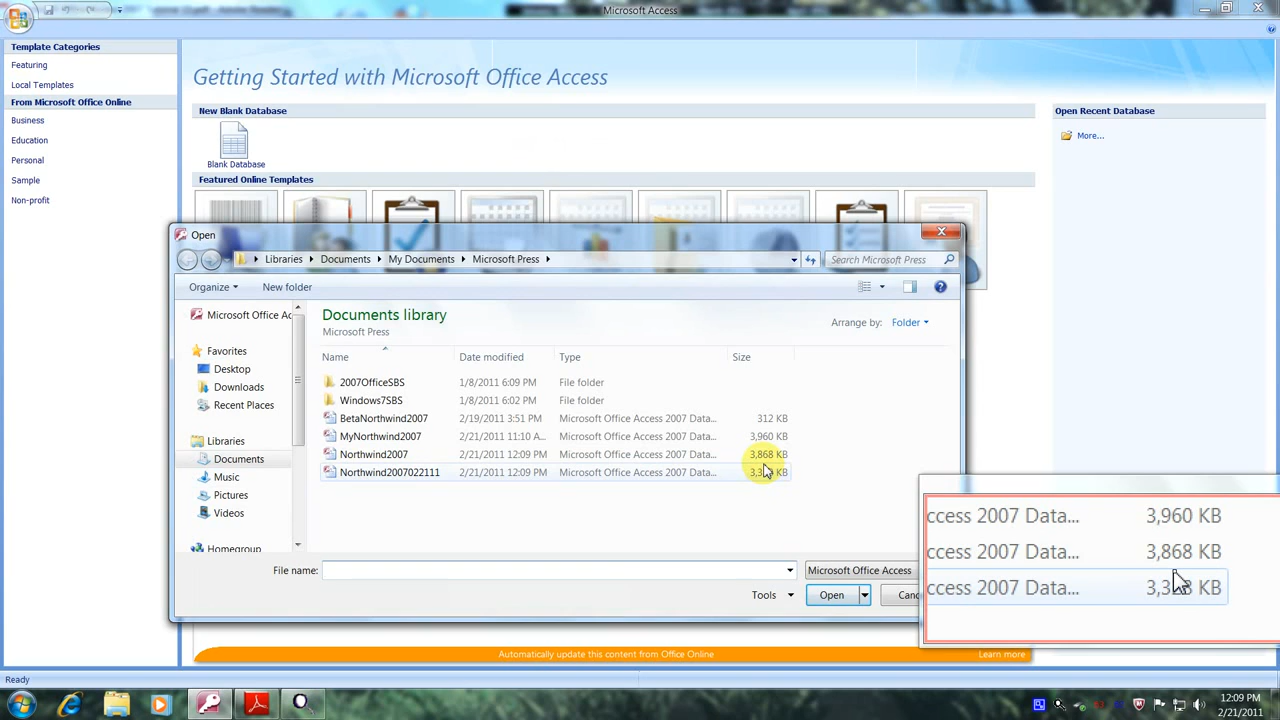 Microsoft Access
Template Categories
Featuring
Local Templates
From Microsoft Office Online
Business
Education
Personal
Sample
Non-profit
Getting Started with Microsoft Office Access
New Blank Database
Blank Database
Featured Online Templates
Open Recent Database
More...
Open
Libraries Documents My Documents Microsoft Press
Search Microsoft Press
Organize New folder
Microsoft Office Ac
Favorites
Desktop
Downloads
Recent Places
Libraries
Documents
Music
Pictures
Videos
Homegroup
Documents library
Microsoft Press
Arrange by: Folder
Name Date modified Type Size
2007OfficeSBS 1/8/2011 6:09 PM File folder
Windows7SBS 1/8/2011 6:02 PM File folder
BetaNorthwind2007 2/19/2011 3:51 PM Microsoft Office Access 2007 Data... 312 KB
MyNorthwind2007 2/21/2011 11:10 A... Microsoft Office Access 2007 Data... 3,960 KB
Northwind2007 2/21/2011 12:09 PM Microsoft Office Access 2007 Data... 3,868 KB
Northwind2007022111 2/21/2011 12:09 PM Microsoft Office Access 2007 Data... KB
File name: Microsoft Office Access
Tools Open Canc
ccess 2007 Data... 3,960 KB
ccess 2007 Data... 3,868 KB
ccess 2007 Data... KB
Automatically update this content from Office Online Learn more
Ready
12:09 PM
2/21/2011